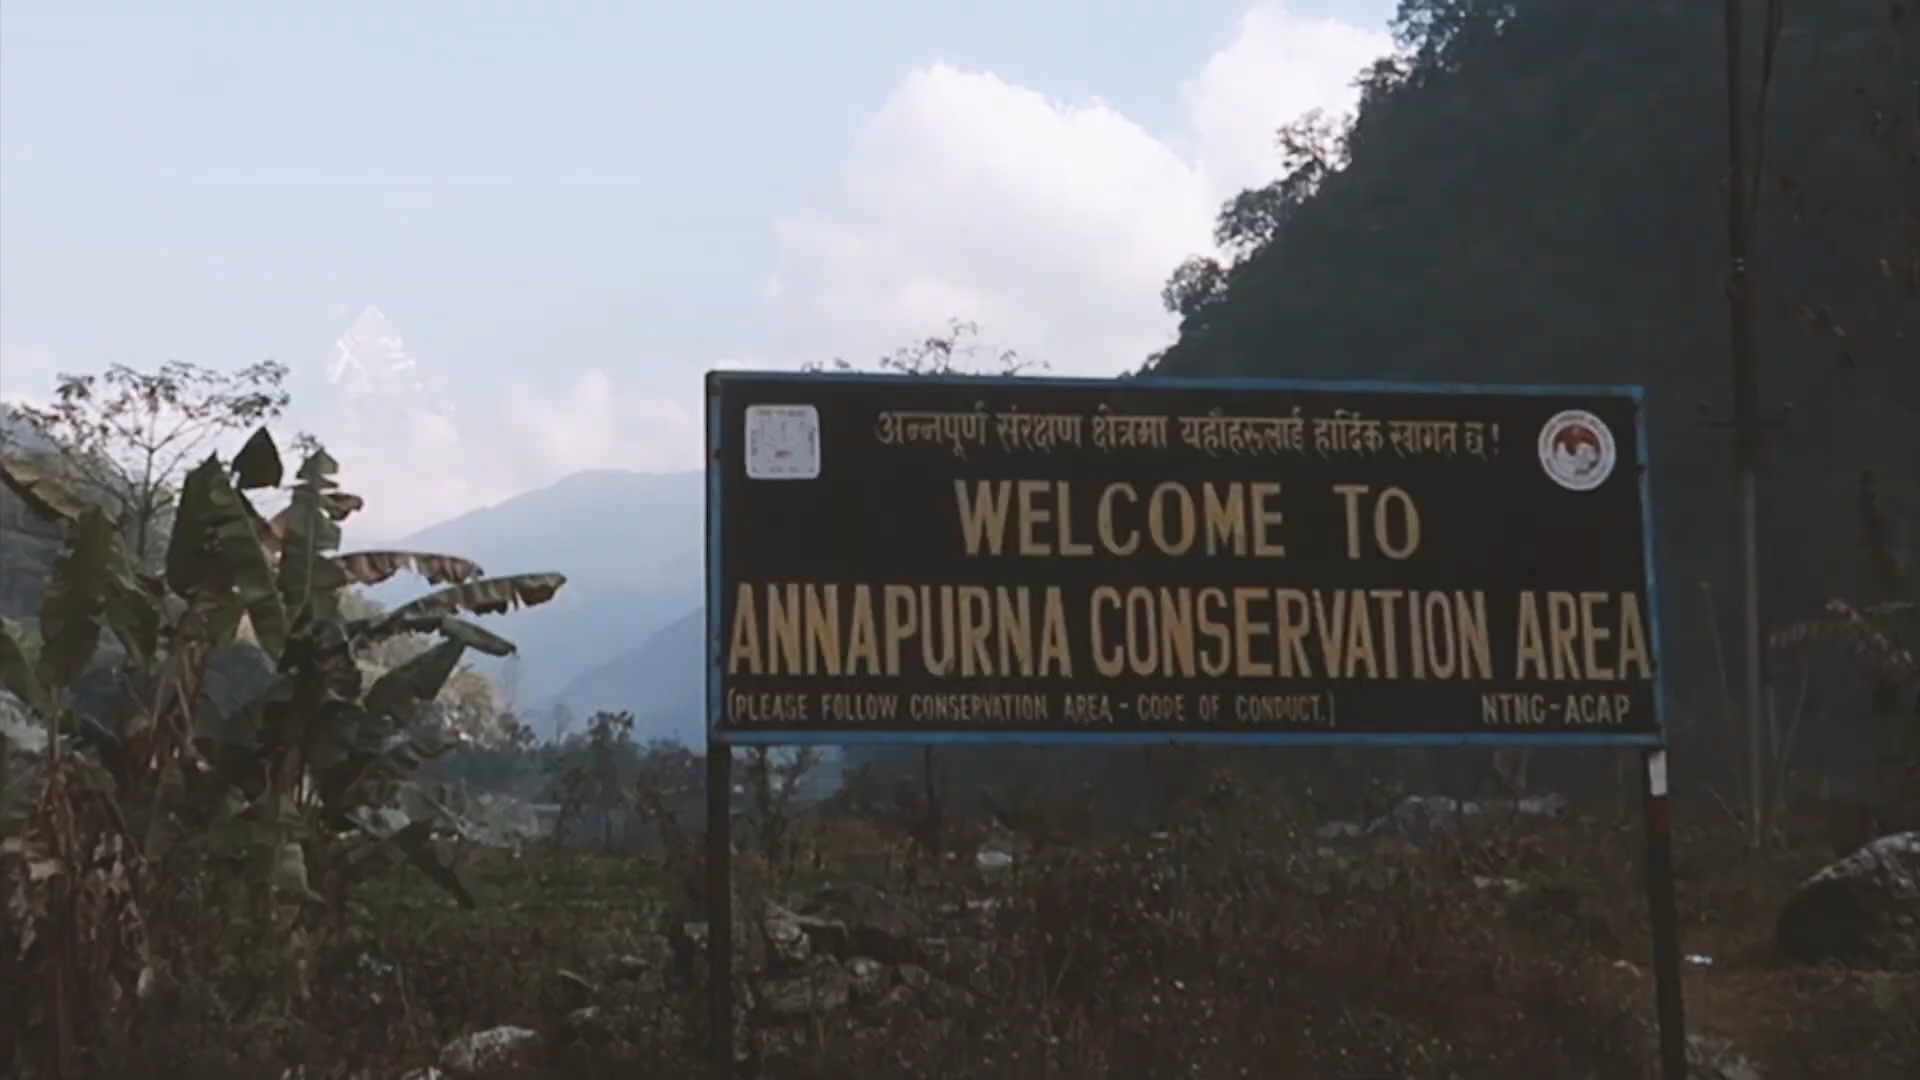 अन्नपूर्ण संरक्षण क्षेत्रमा यहाँहरूलाई हार्दिक स्वागत छ !
WELCOME TO
ANNAPURNA CONSERVATION AREA
(PLEASE FOLLOW CONSERVATION AREA - CODE OF CONDUCT.) NTNC-ACAP